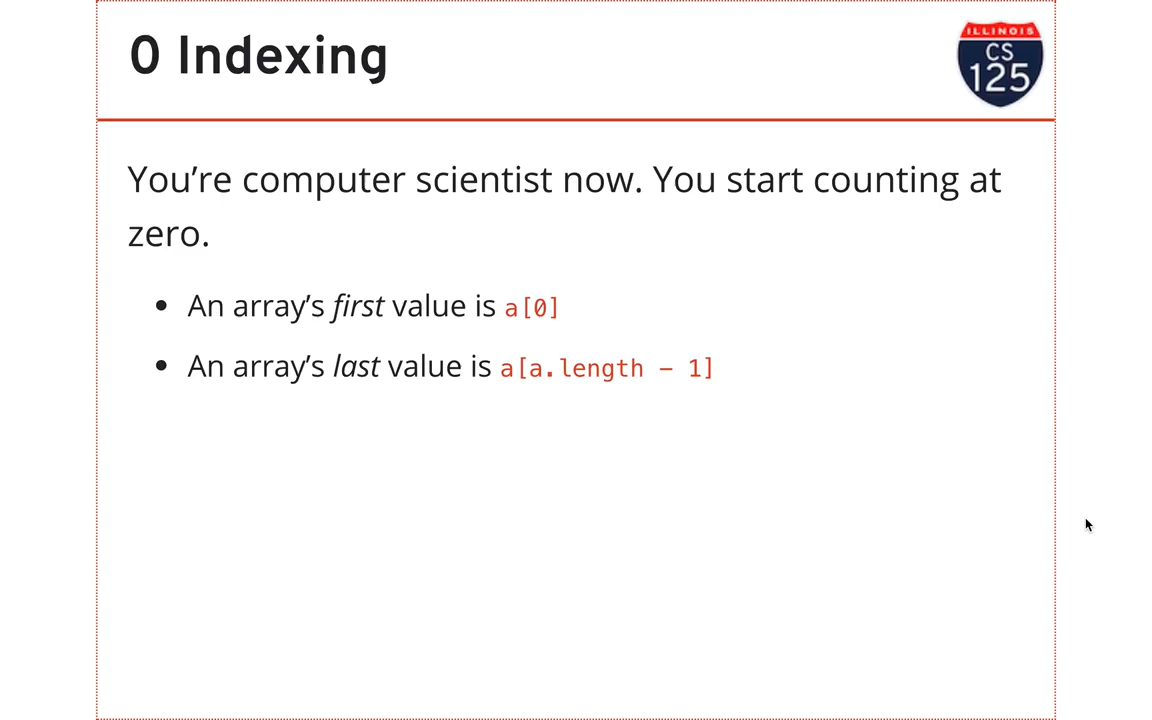 0 Indexing
ILLINOIS
CS
125
You’re computer scientist now. You start counting at
zero.
An array’s first value is a[0]
An array’s last value is a[a.length - 1]